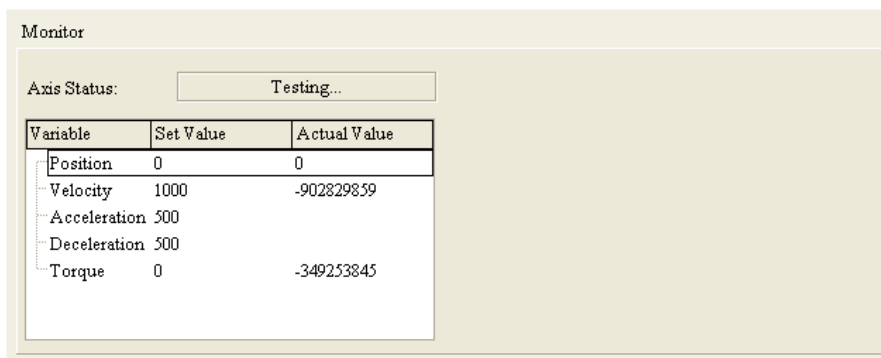 Monitor
Axis Status: Testing...
Variable Set Value Actual Value
Position 0 0
Velocity 1000 -902829859
Acceleration 500
Deceleration 500
Torque 0 -349253845